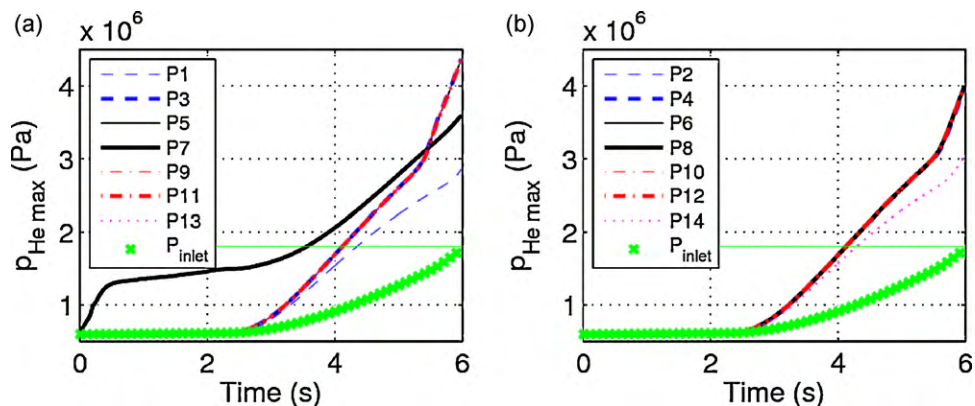 (a)
x 10^6
p_He max (Pa)
4
3
2
1
0
2
4
6
Time (s)
P1
P3
P5
P7
P9
P11
P13
P_inlet
(b)
x 10^6
p_He max (Pa)
4
3
2
1
0
2
4
6
Time (s)
P2
P4
P6
P8
P10
P12
P14
P_inlet